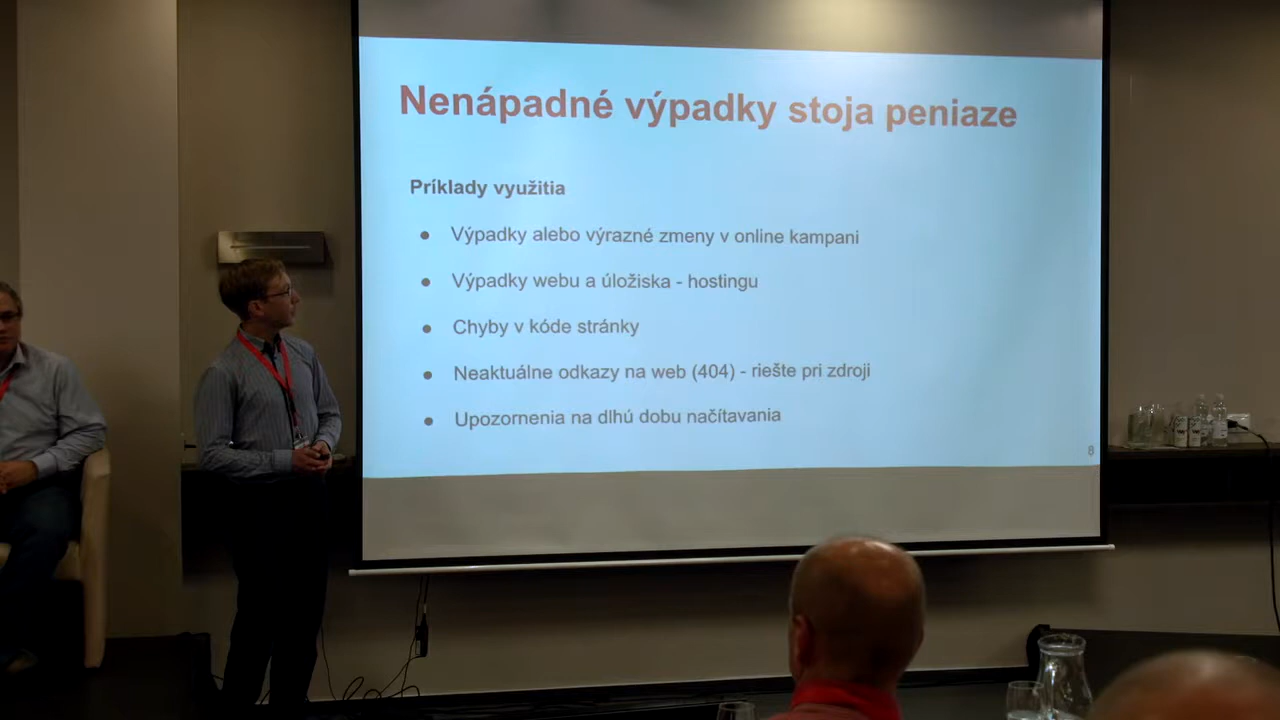 Nenápadné výpadky stoja peniaze
Príklady využitia
● Výpadky alebo výrazné zmeny v online kampani
● Výpadky webu a úložiska - hostingu
● Chyby v kóde stránky
● Neaktuálne odkazy na web (404) - riešte pri zdroji
● Upozornenia na dlhú dobu načítavania
8